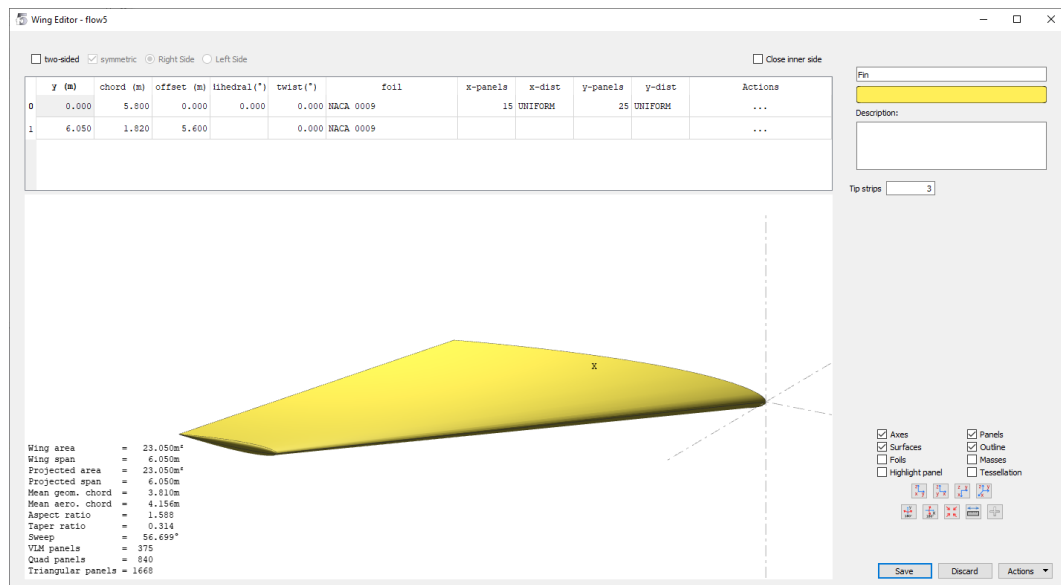 Wing Editor - flow5
two-sided symmetric Right Side Left Side Close inner side
y (m) chord (m) offset (m) lihedral(°) twist(°) foil x-panels x-dist y-panels y-dist Actions
0 0.000 5.800 0.000 0.000 0.000 NACA 0009 15 UNIFORM 25 UNIFORM ...
1 6.050 1.820 5.600 0.000 NACA 0009 ...
Fin
Description:
Tip strips 3
X
Wing area = 23.050m²
Wing span = 6.050m
Projected area = 23.050m²
Projected span = 6.050m
Mean geom. chord = 3.810m
Mean aero. chord = 4.156m
Aspect ratio = 1.588
Taper ratio = 0.314
Sweep = 56.699°
VLM panels = 375
Quad panels = 840
Triangular panels = 1668
Axes Panels
Surfaces Outline
Foils Masses
Highlight panel Tessellation
Save Discard Actions